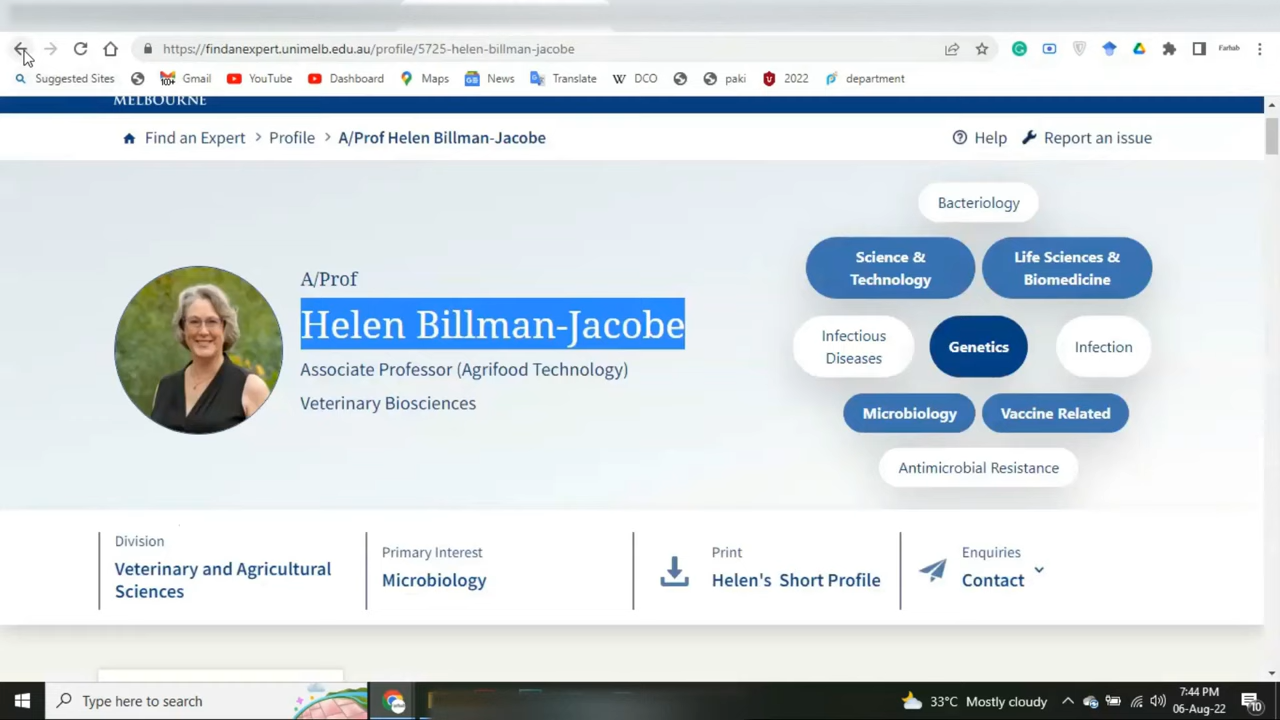 https://findanexpert.unimelb.edu.au/profile/5725-helen-billman-jacobe
Farhab
Suggested Sites
100+
Gmail
YouTube
Dashboard
Maps
News
Translate
W
DCO
paki
2022
department
MELBOURNE
Find an Expert > Profile > A/Prof Helen Billman-Jacobe
Help
Report an issue
A/Prof
Helen Billman-Jacobe
Associate Professor (Agrifood Technology)
Veterinary Biosciences
Bacteriology
Science &
Technology
Life Sciences &
Biomedicine
Infectious
Diseases
Genetics
Infection
Microbiology
Vaccine Related
Antimicrobial Resistance
Division
Veterinary and Agricultural
Sciences
Primary Interest
Microbiology
Print
Helen's Short Profile
Enquiries
Contact
Type here to search
33°C Mostly cloudy
7:44 PM
06-Aug-22
10